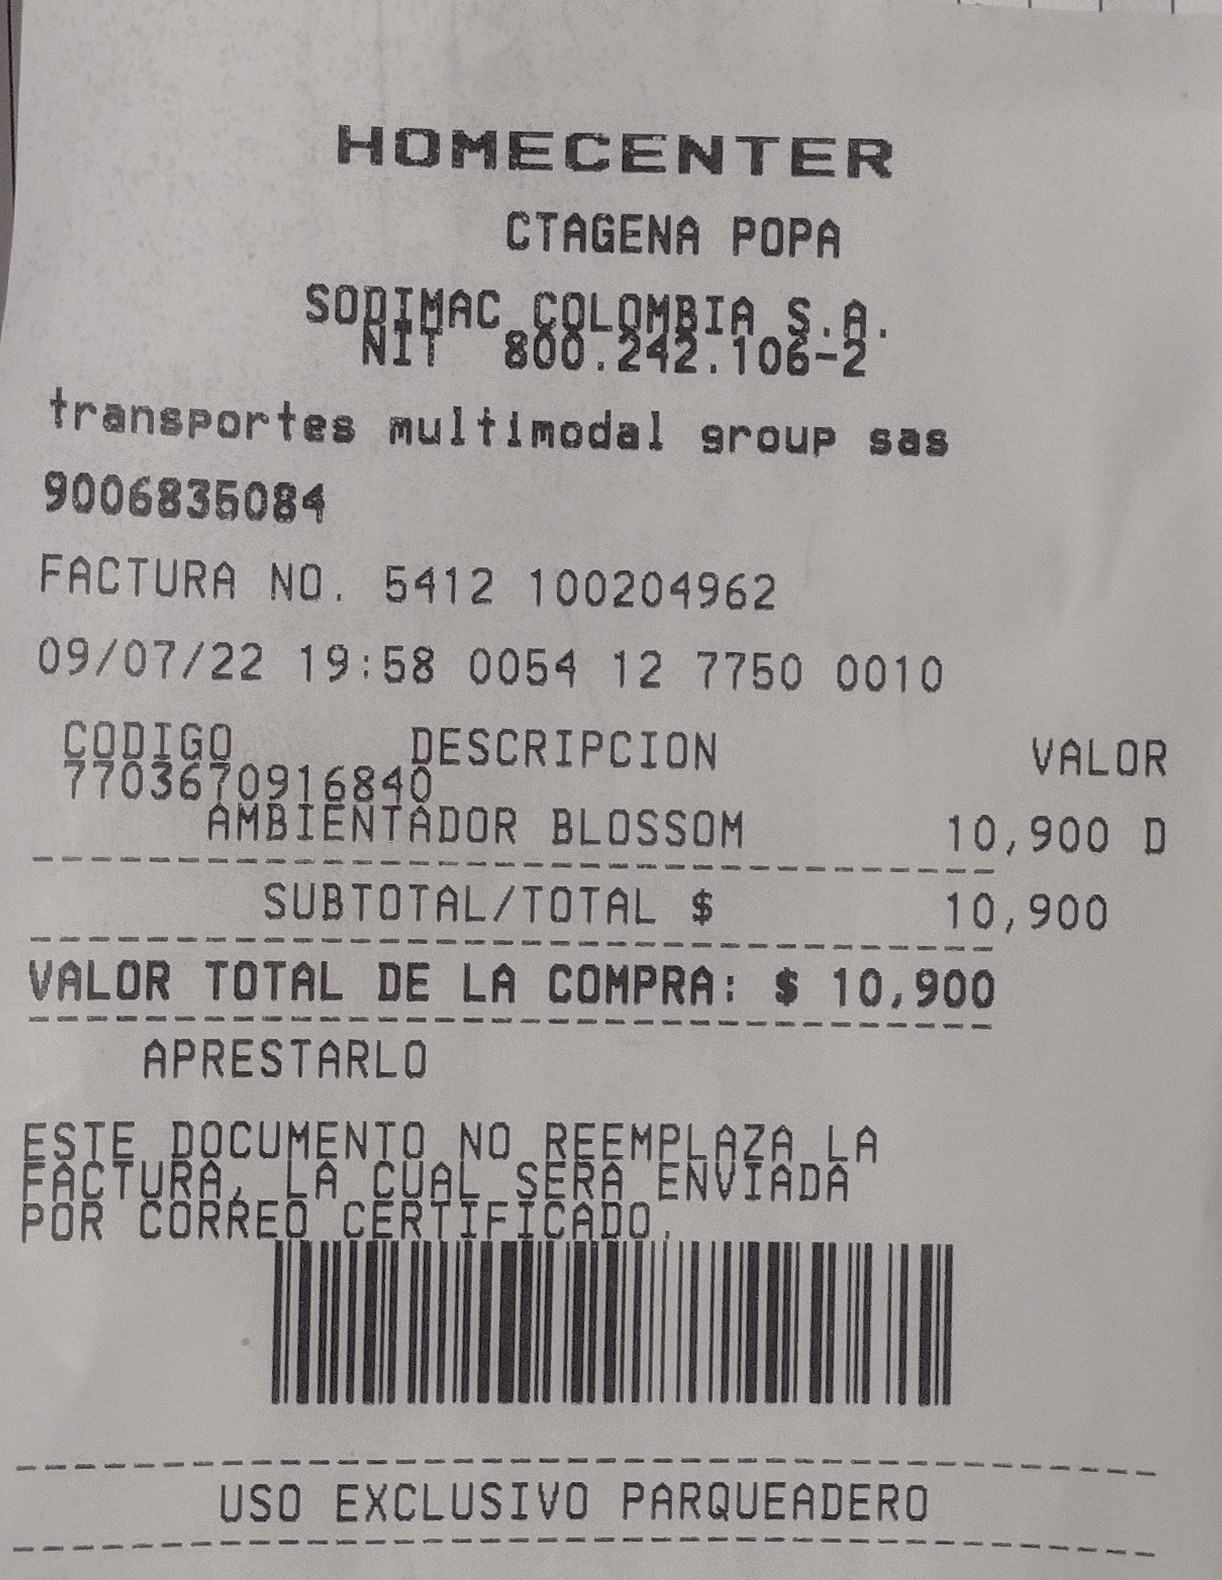 HOMECENTER
CTAGENA POPA
SODIMAC COLOMBIA S.A.
NIT 800.242.106-2
transportes multimodal group sas
9006835084
FACTURA NO. 5412 100204962
09/07/22 19:58 0054 12 7750 0010
CODIGO DESCRIPCION VALOR
7703670916840
AMBIENTADOR BLOSSOM 10,900 D
SUBTOTAL/TOTAL $ 10,900
VALOR TOTAL DE LA COMPRA: $ 10,900
APRESTARLO
ESTE DOCUMENTO NO REEMPLAZA LA
FACTURA, LA CUAL SERA ENVIADA
POR CORREO CERTIFICADO.
USO EXCLUSIVO PARQUEADERO